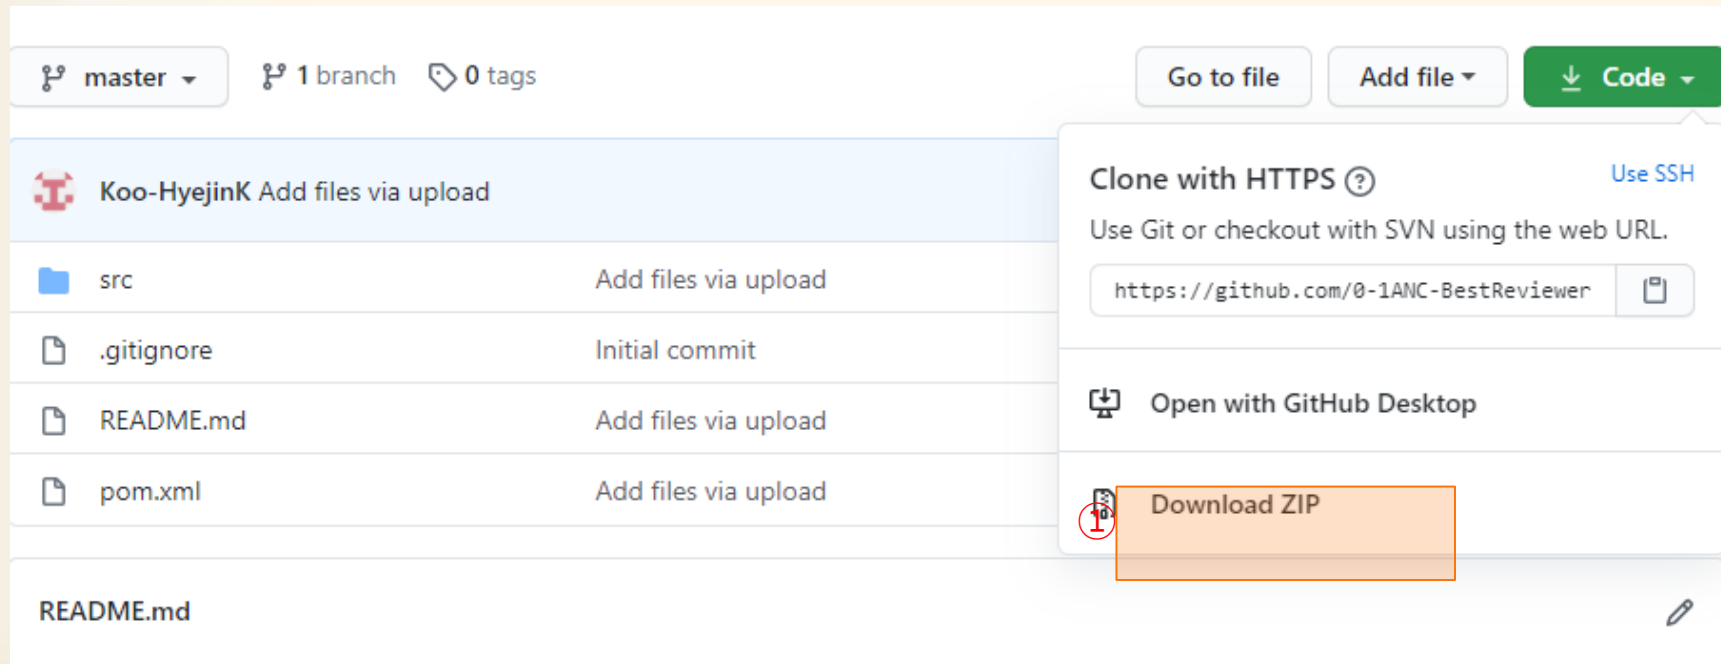 master 1 branch 0 tags Go to file Add file Code
Koo-HyejinK Add files via upload
src Add files via upload
.gitignore Initial commit
README.md Add files via upload
pom.xml Add files via upload
README.md
Clone with HTTPS Use SSH
Use Git or checkout with SVN using the web URL.
https://github.com/0-1ANC-BestReviewer
Open with GitHub Desktop
① Download ZIP